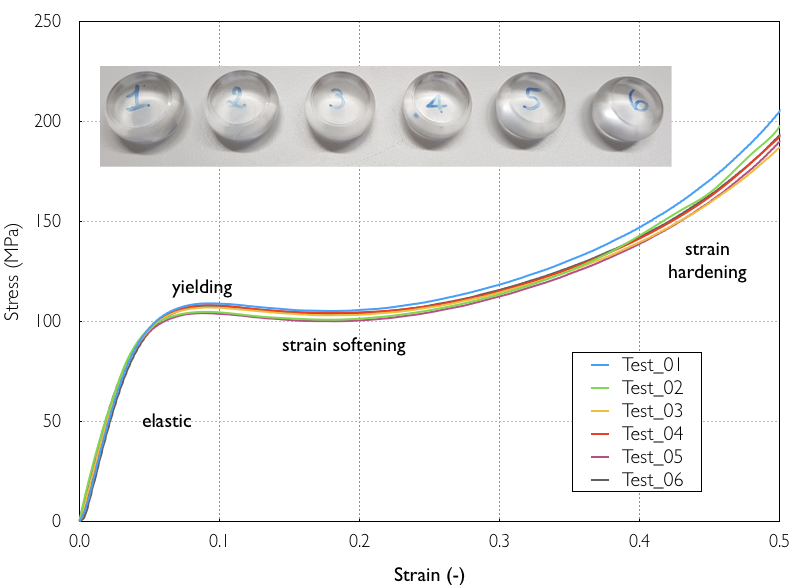 250
200
150
100
50
0
Stress (MPa)
1 2 3 4 5 6
yielding
strain softening
elastic
strain
hardening
Test_01
Test_02
Test_03
Test_04
Test_05
Test_06
0.0 0.1 0.2 0.3 0.4 0.5
Strain (-)